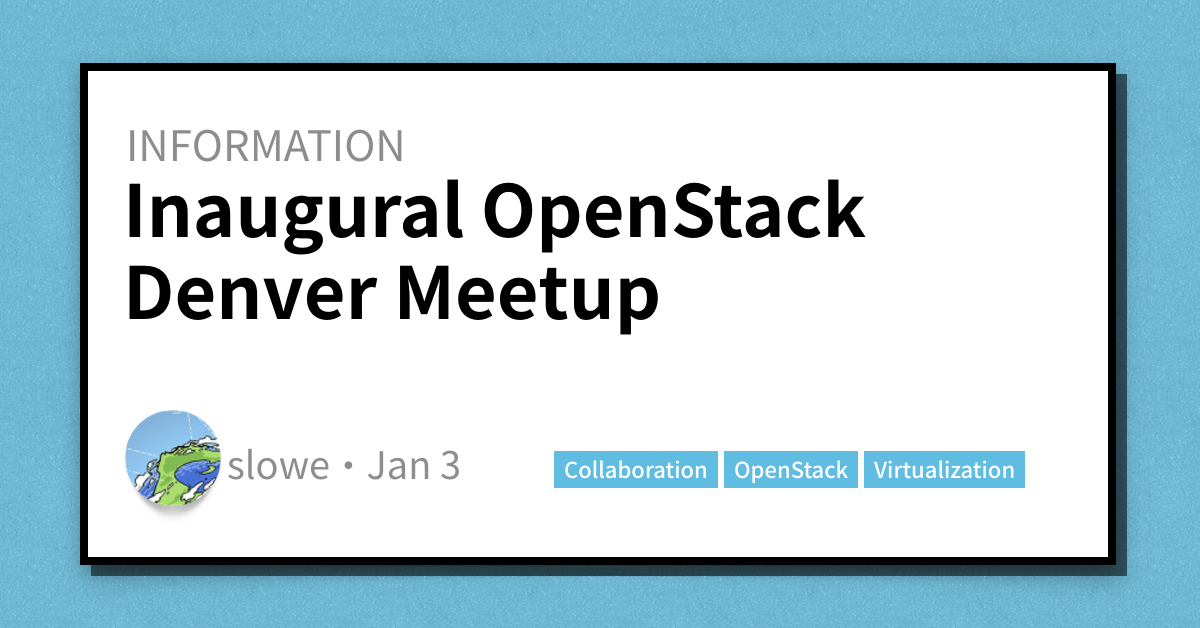 INFORMATION
Inaugural OpenStack
Denver Meetup
slowe • Jan 3
Collaboration OpenStack Virtualization